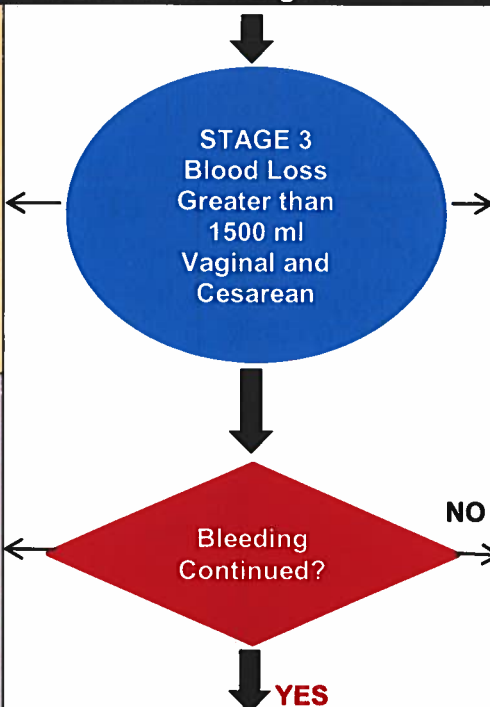 STAGE 3
Blood Loss
Greater than
1500 ml
Vaginal and
Cesarean
NO
Bleeding
Continued?
YES